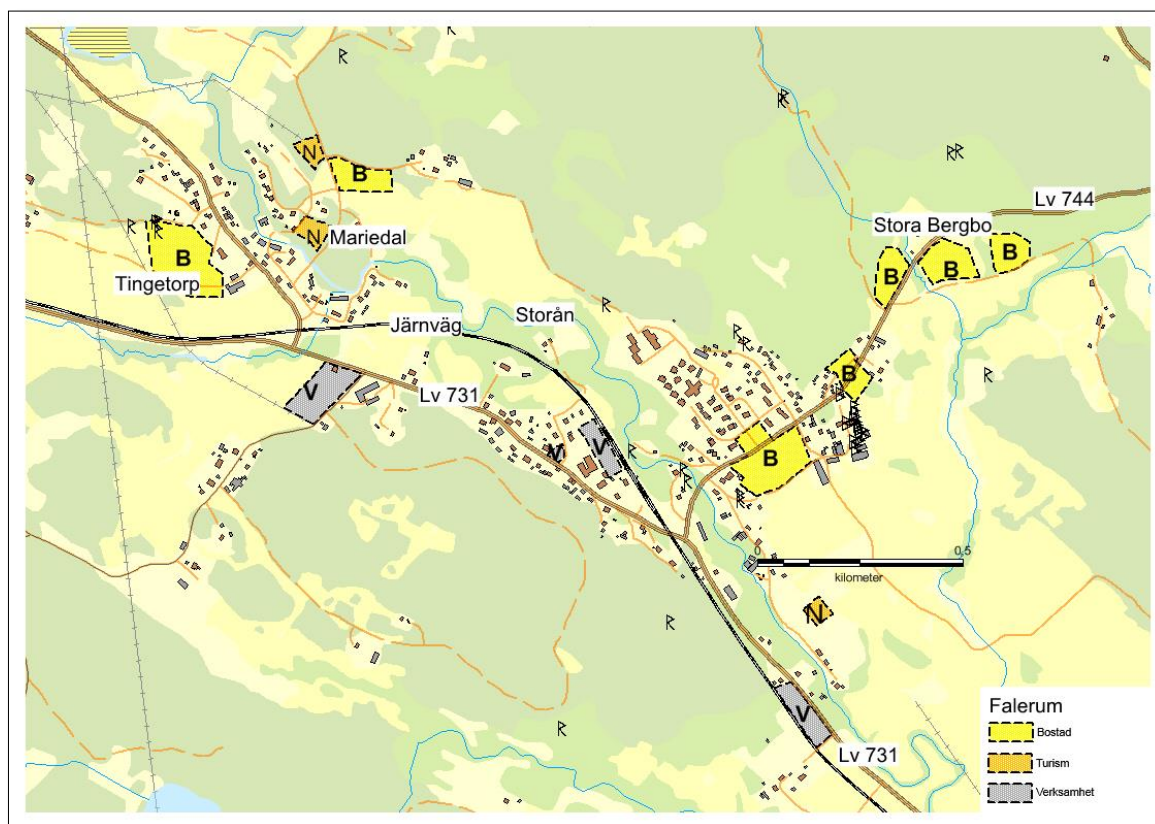 N
B
Lv 744
Stora Bergbo
N
Mariedal
B
B
B
B
Tingetorp
Storån
Järnväg
B
V
Lv 731
V
V
B
0
0,5
kilometer
N
V
Lv 731
Falerum
Bostad
Turism
Verksamhet